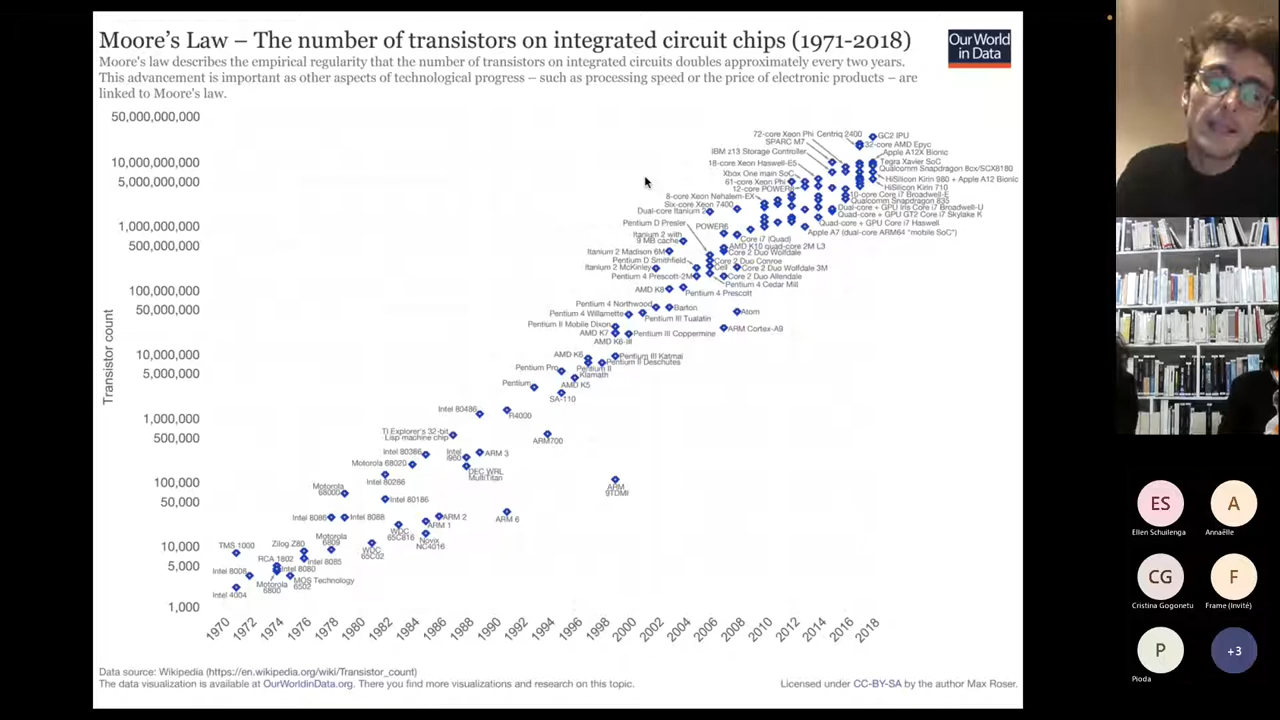 Moore's Law – The number of transistors on integrated circuit chips (1971-2018)
Our World
in Data
Moore's law describes the empirical regularity that the number of transistors on integrated circuits doubles approximately every two years.
This advancement is important as other aspects of technological progress – such as processing speed or the price of electronic products – are
linked to Moore's law.
Transistor count
50,000,000,000
10,000,000,000
5,000,000,000
1,000,000,000
500,000,000
100,000,000
50,000,000
10,000,000
5,000,000
1,000,000
500,000
100,000
50,000
10,000
5,000
1,000
72-core Xeon Phi
Centriq 2400
GC2 IPU
SPARC M7
32-core AMD Epyc
IBM z13 Storage Controller
Apple A12X Bionic
18-core Xeon Haswell-E5
Tegra Xavier SoC
Xbox One main SoC
Qualcomm Snapdragon 8cx/SCX8180
61-core Xeon Phi
HiSilicon Kirin 980 + Apple A12 Bionic
12-core POWER8
HiSilicon Kirin 710
8-core Xeon Nehalem-EX
10-core Core i7 Broadwell-E
Six-core Xeon 7400
Qualcomm Snapdragon 835
Dual-core Itanium 2
Dual-core + GPU Iris Core i7 Broadwell-U
Quad-core + GPU GT2 Core i7 Skylake K
Pentium D Presler
POWER6
Quad-core + GPU Core i7 Haswell
Apple A7 (dual-core ARM64 "mobile SoC")
Itanium 2 with
9 MB cache
Core i7 (Quad)
AMD K10 quad-core 2M L3
Itanium 2 Madison 6M
Core 2 Duo Wolfdale
Pentium D Smithfield
Core 2 Duo Conroe
Itanium 2 McKinley
Cell
Core 2 Duo Wolfdale 3M
Pentium 4 Prescott-2M
Core 2 Duo Allendale
Pentium 4 Cedar Mill
AMD K8
Pentium 4 Prescott
Pentium 4 Northwood
Barton
Pentium 4 Willamette
Pentium III Tualatin
Atom
Pentium II Mobile Dixon
AMD K7
Pentium III Coppermine
ARM Cortex-A9
AMD K6-III
AMD K6
Pentium III Katmai
Pentium II Deschutes
Pentium Pro
Pentium II
Klamath
Pentium
AMD K5
SA-110
Intel 80486
R4000
TI Explorer's 32-bit
Lisp machine chip
ARM700
Intel 80386
Intel
i960
ARM 3
Motorola 68020
DEC WRL
MultiTitan
Intel 80286
ARM
9TDMI
Motorola
68000
Intel 80186
Intel 8086
Intel 8088
ARM 2
ARM 6
ARM 1
WDC
65C816
Novix
NC4016
TMS 1000
Zilog Z80
Motorola
6809
WDC
65C02
RCA 1802
Intel 8085
Intel 8008
Intel 8080
Motorola
6800
MOS Technology
6502
Intel 4004
1970
1972
1974
1976
1978
1980
1982
1984
1986
1988
1990
1992
1994
1996
1998
2000
2002
2004
2006
2008
2010
2012
2014
2016
2018
Data source: Wikipedia (https://en.wikipedia.org/wiki/Transistor_count)
The data visualization is available at OurWorldinData.org. There you find more visualizations and research on this topic.
Licensed under CC-BY-SA by the author Max Roser.
ES
Ellen Schuilenga
A
Annaëlle
CG
Cristina Gogonetu
F
Frame (Invité)
P
Pioda
+3